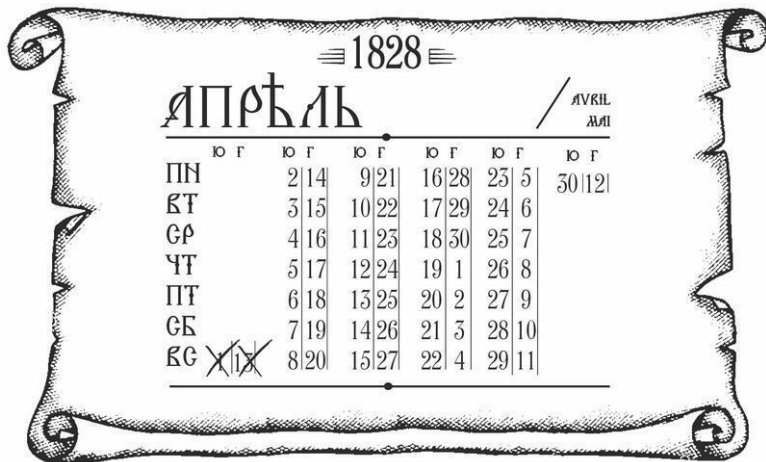 1828
АПРѢЛЬ
AVRIL
MAI
Ю Г Ю Г Ю Г Ю Г Ю Г Ю Г
ПН 2 14 9 21 16 28 23 5 30 12
ВТ 3 15 10 22 17 29 24 6
СР 4 16 11 23 18 30 25 7
ЧТ 5 17 12 24 19 1 26 8
ПТ 6 18 13 25 20 2 27 9
СБ 7 19 14 26 21 3 28 10
ВС 1 13 8 20 15 27 22 4 29 11